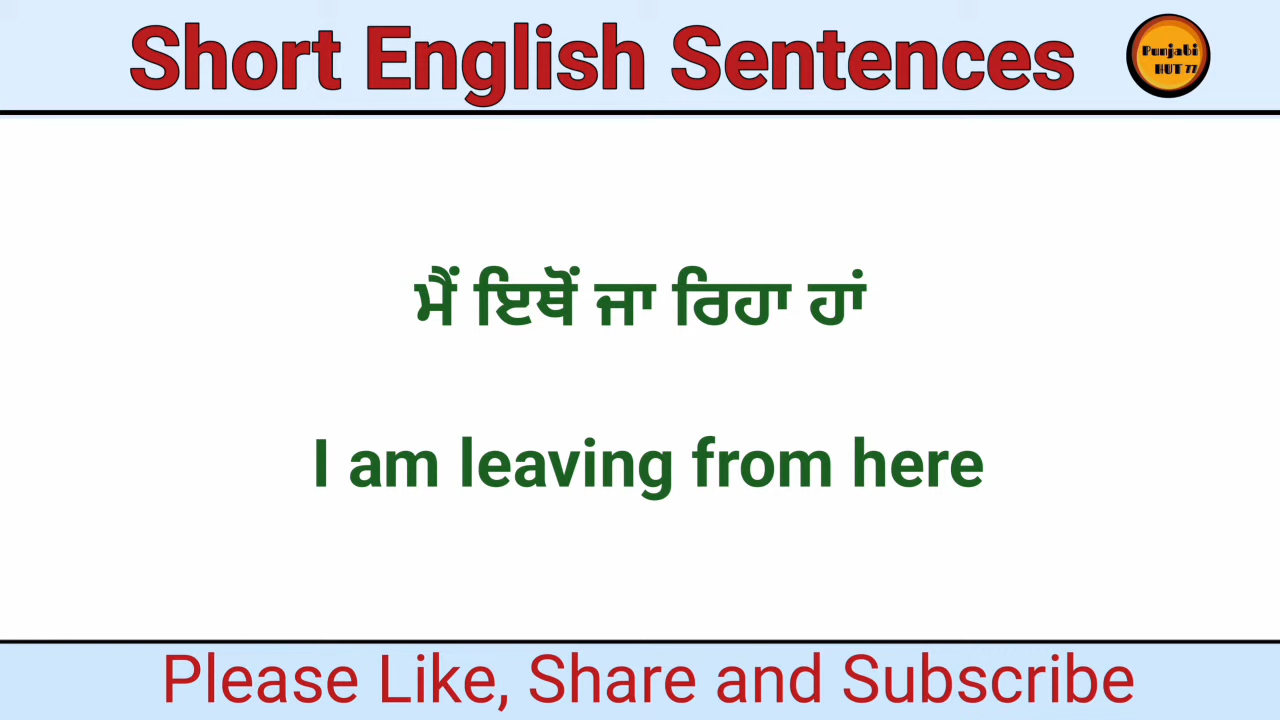 Short English Sentences
Punjabi
HUT 77
ਮੈਂ ਇਥੋਂ ਜਾ ਰਿਹਾ ਹਾਂ
I am leaving from here
Please Like, Share and Subscribe